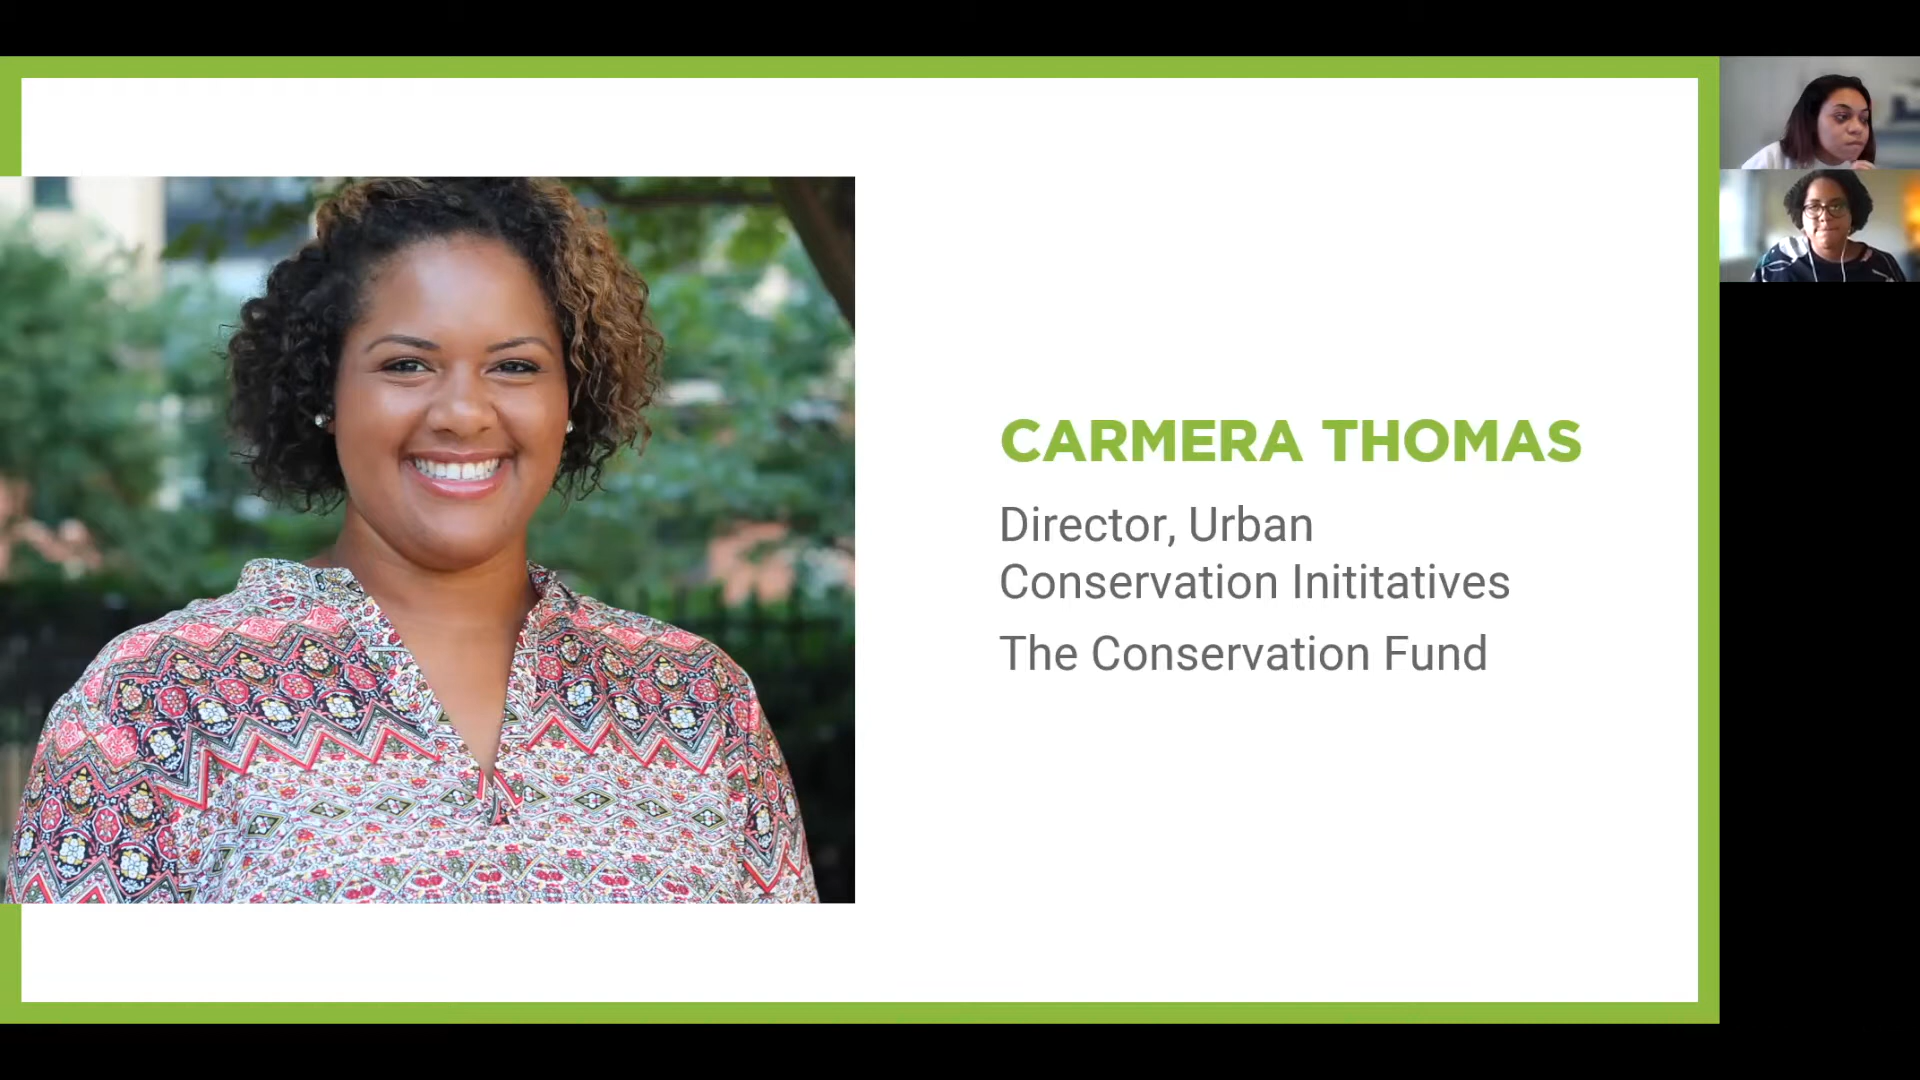 CARMERA THOMAS
Director, Urban
Conservation Inititatives
The Conservation Fund